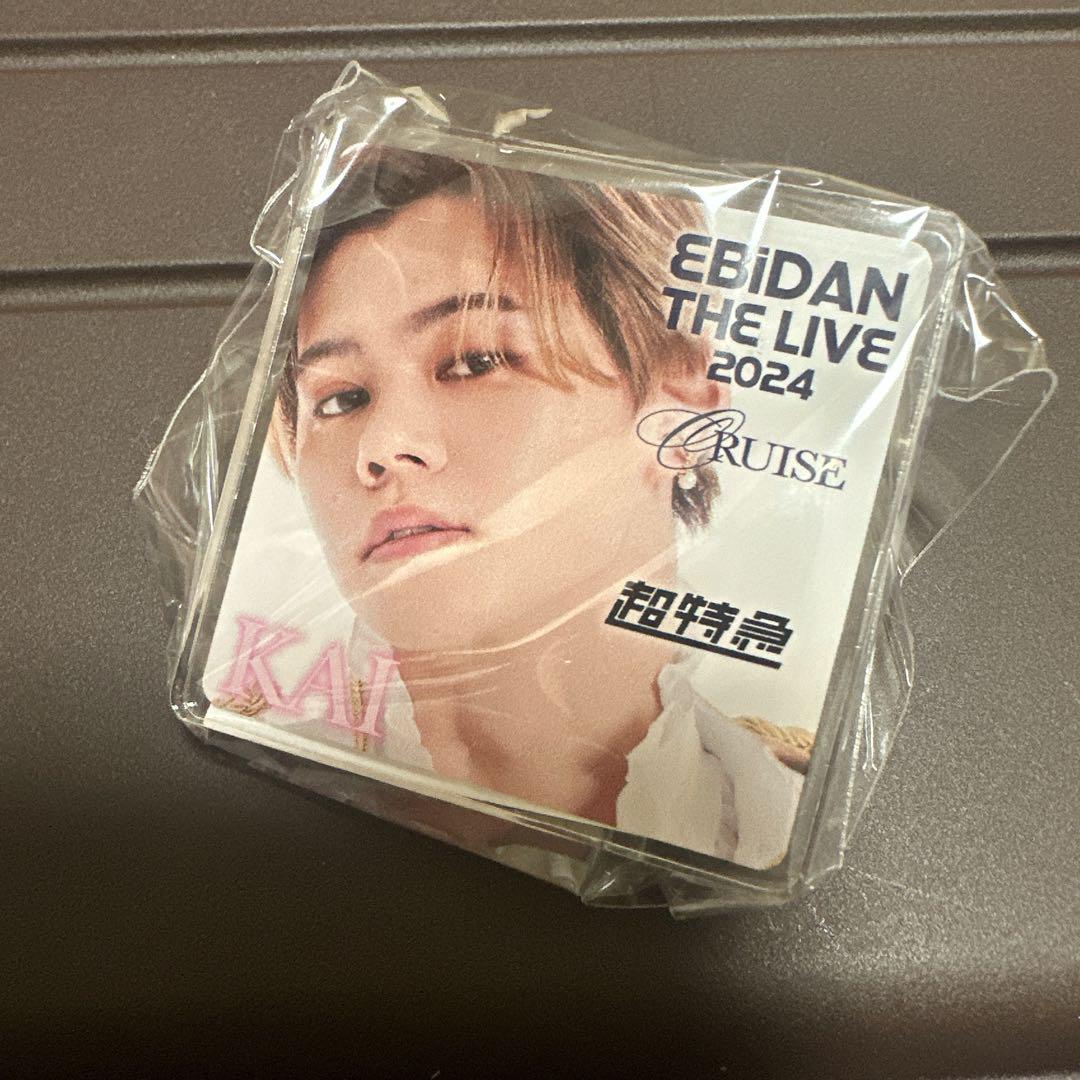 EBiDAN
THE LIVE
2024
CRUISE
超特急
KAI